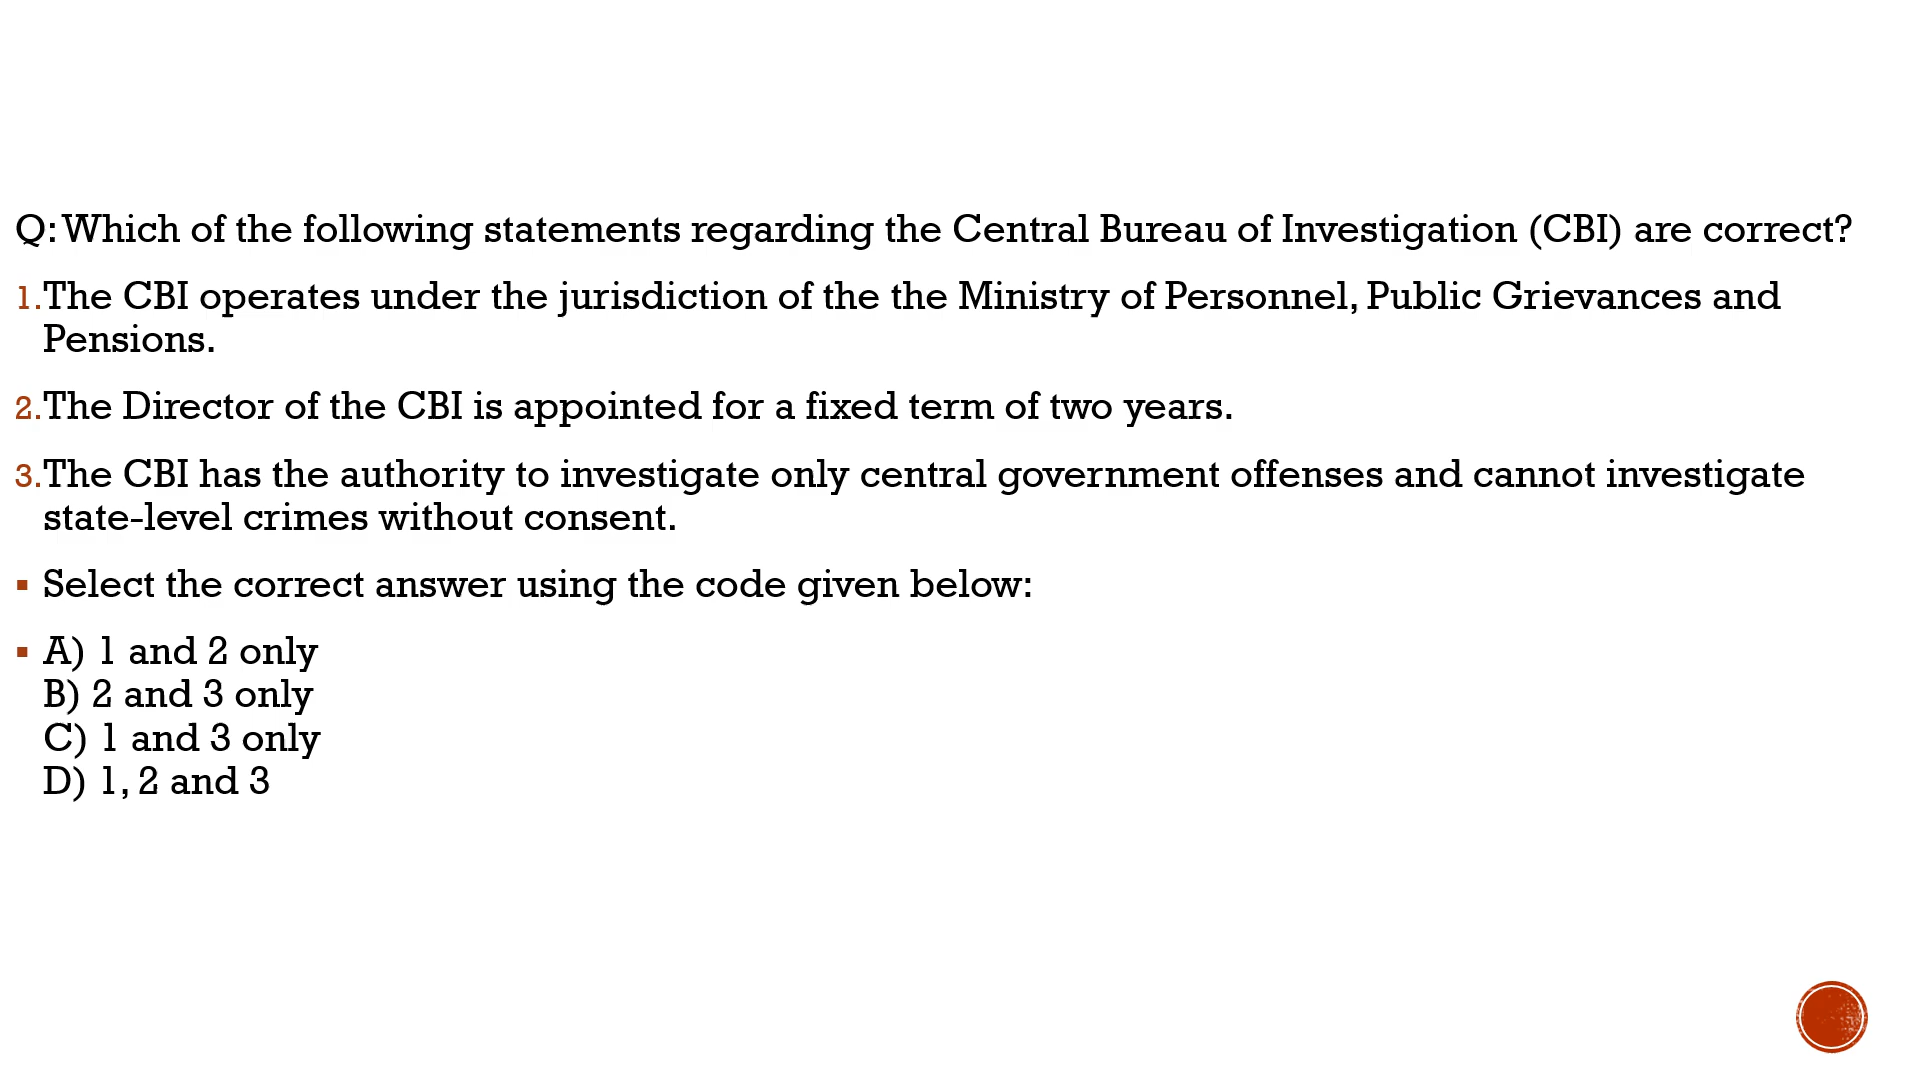 Q: Which of the following statements regarding the Central Bureau of Investigation (CBI) are correct?
1.The CBI operates under the jurisdiction of the the Ministry of Personnel, Public Grievances and
Pensions.
2.The Director of the CBI is appointed for a fixed term of two years.
3.The CBI has the authority to investigate only central government offenses and cannot investigate
state-level crimes without consent.
▪ Select the correct answer using the code given below:
▪ A) 1 and 2 only
B) 2 and 3 only
C) 1 and 3 only
D) 1, 2 and 3